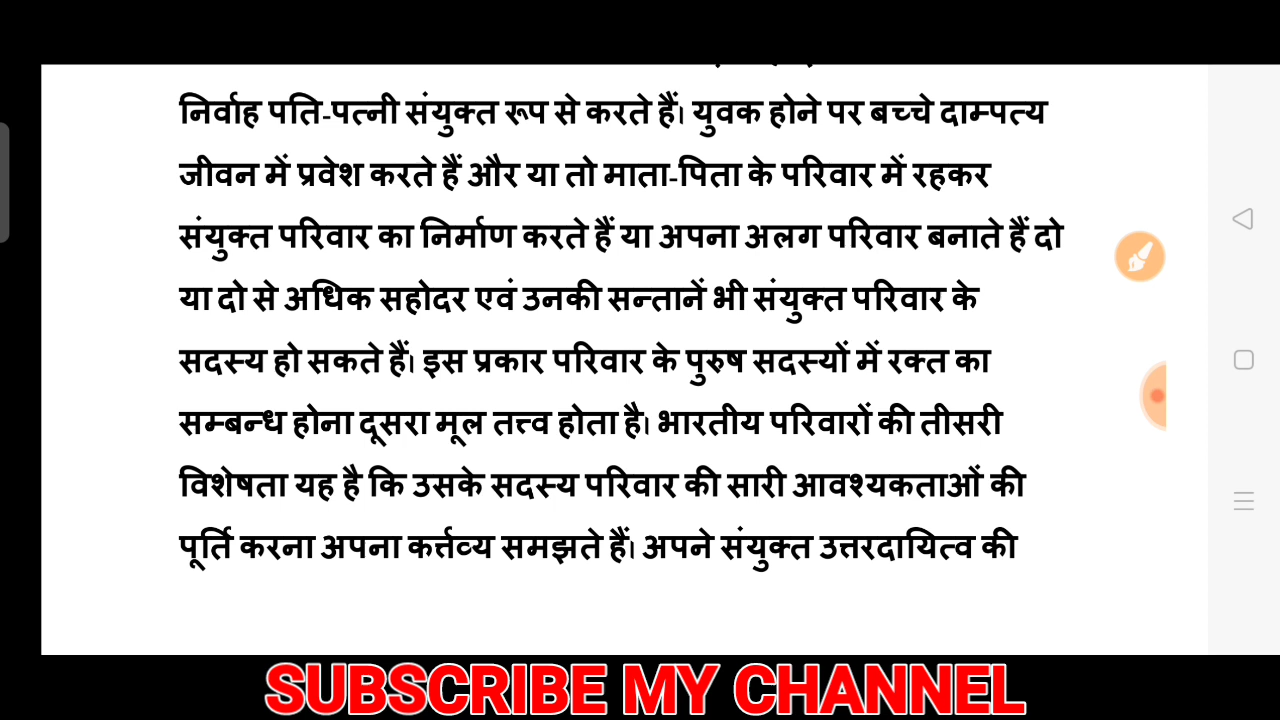 निर्वाह पति-पत्नी संयुक्त रूप से करते हैं। युवक होने पर बच्चे दाम्पत्य
जीवन में प्रवेश करते हैं और या तो माता-पिता के परिवार में रहकर
संयुक्त परिवार का निर्माण करते हैं या अपना अलग परिवार बनाते हैं दो
या दो से अधिक सहोदर एवं उनकी सन्तानें भी संयुक्त परिवार के
सदस्य हो सकते हैं। इस प्रकार परिवार के पुरुष सदस्यों में रक्त का
सम्बन्ध होना दूसरा मूल तत्त्व होता है। भारतीय परिवारों की तीसरी
विशेषता यह है कि उसके सदस्य परिवार की सारी आवश्यकताओं की
पूर्ति करना अपना कर्त्तव्य समझते हैं। अपने संयुक्त उत्तरदायित्व की
SUBSCRIBE MY CHANNEL